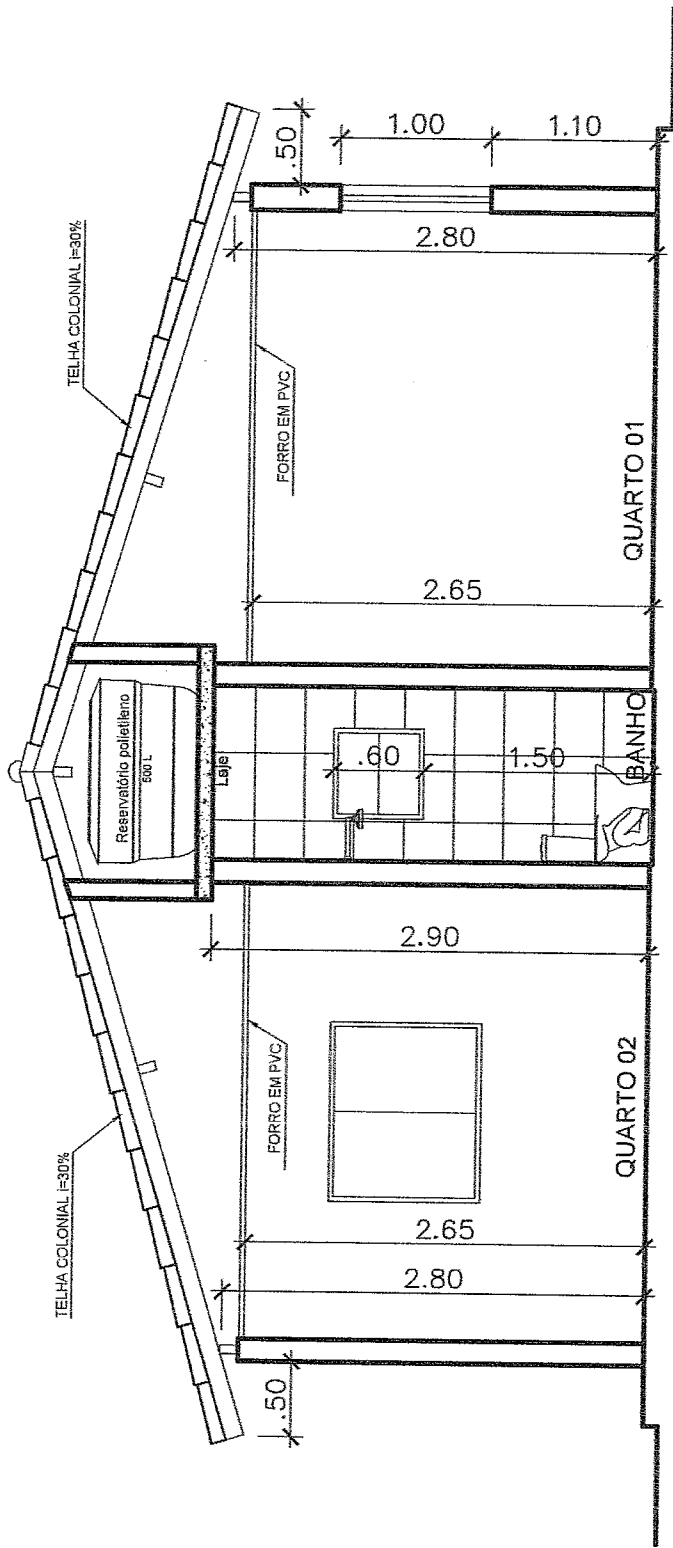 TELHA COLONIAL i=30%
TELHA COLONIAL i=30%
Reservatório polietileno
500 L
Laje
FORRO EM PVC
FORRO EM PVC
.50
.50
2.80
2.65
2.90
.60
1.50
2.65
2.80
1.00
1.10
QUARTO 02
BANHO
QUARTO 01